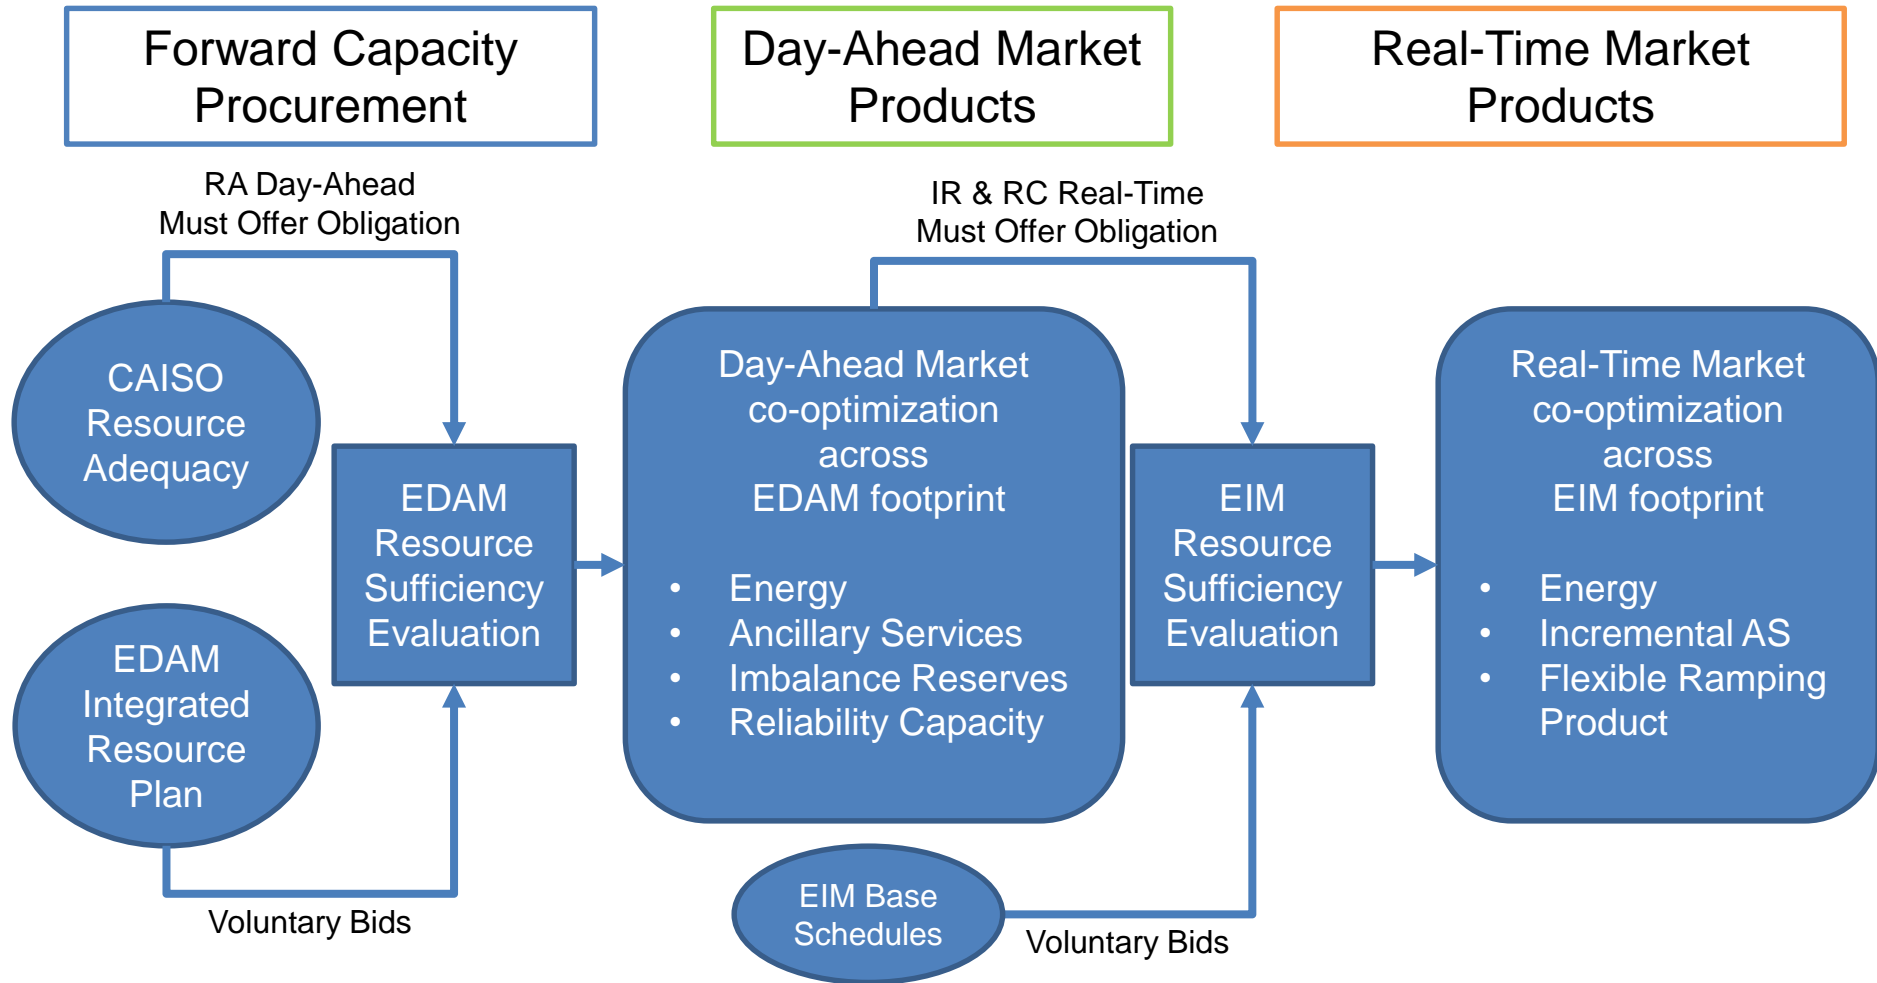 Forward Capacity
Procurement
Day-Ahead Market
Products
Real-Time Market
Products
RA Day-Ahead
Must Offer Obligation
IR & RC Real-Time
Must Offer Obligation
CAISO
Resource
Adequacy
EDAM
Integrated
Resource
Plan
Voluntary Bids
EDAM
Resource
Sufficiency
Evaluation
Day-Ahead Market
co-optimization
across
EDAM footprint
• Energy
• Ancillary Services
• Imbalance Reserves
• Reliability Capacity
EIM Base
Schedules
Voluntary Bids
EIM
Resource
Sufficiency
Evaluation
Real-Time Market
co-optimization
across
EIM footprint
• Energy
• Incremental AS
• Flexible Ramping
Product